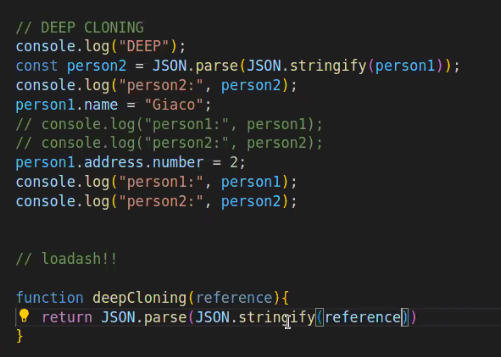 // DEEP CLONING
console.log("DEEP");
const person2 = JSON.parse(JSON.stringify(person1));
console.log("person2:", person2);
person1.name = "Giaco";
// console.log("person1:", person1);
// console.log("person2:", person2);
person1.address.number = 2;
console.log("person1:", person1);
console.log("person2:", person2);
// loadash!!
function deepCloning(reference){
return JSON.parse(JSON.stringify(reference))
}